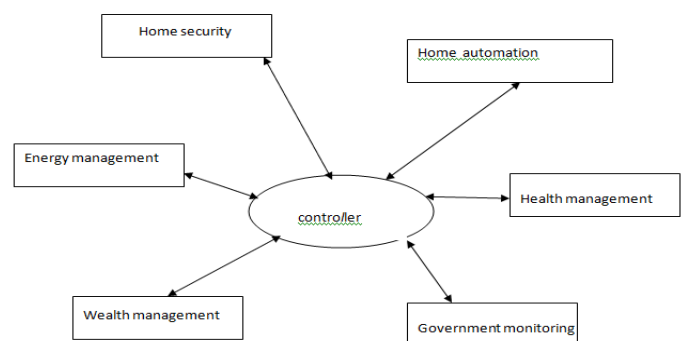 Home security
Home automation
Energy management
Health management
controller
Wealth management
Government monitoring